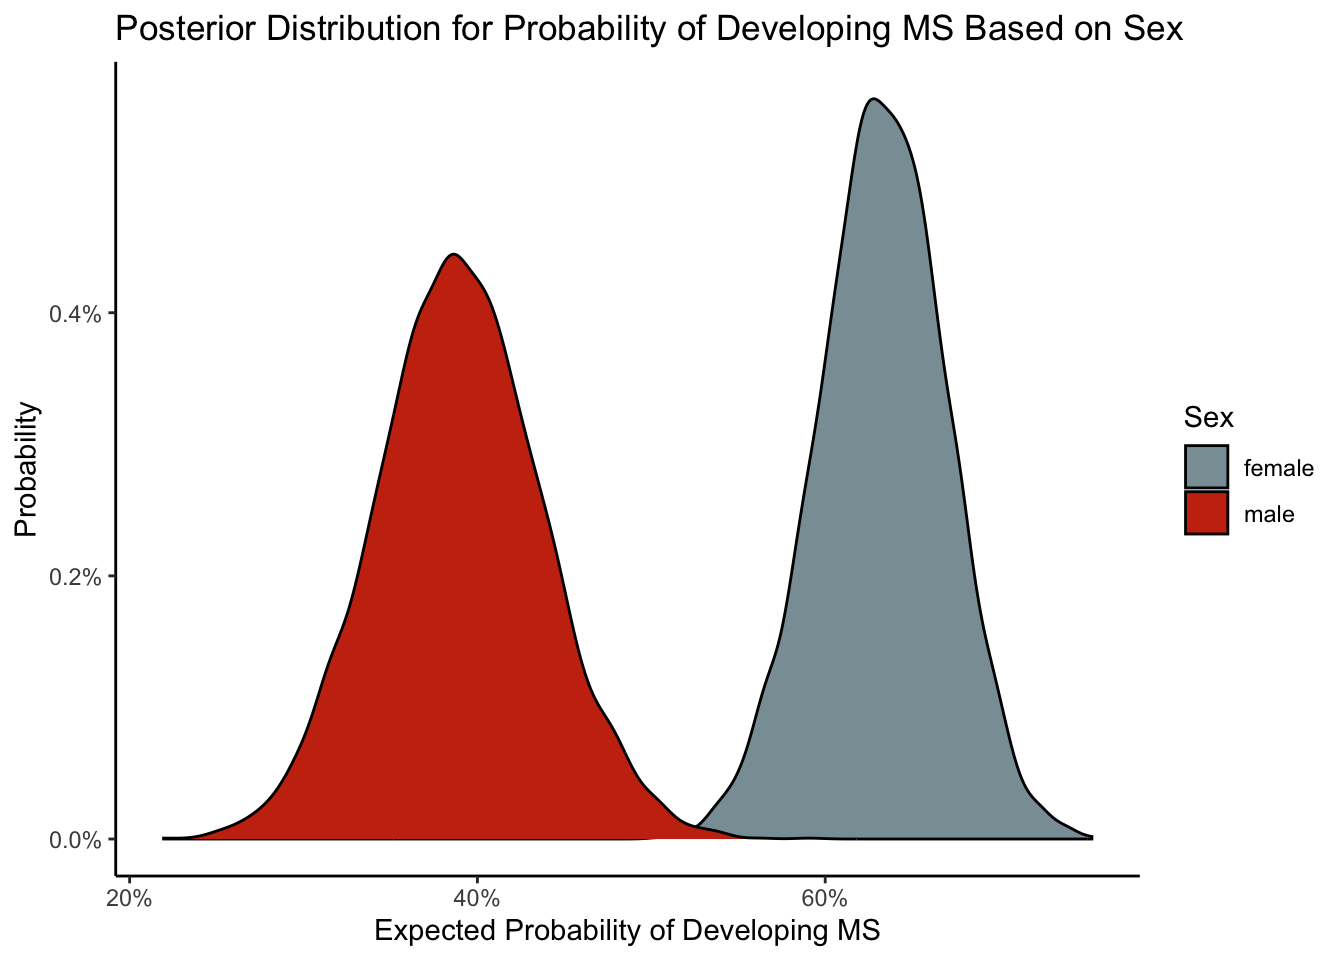 Posterior Distribution for Probability of Developing MS Based on Sex
0.4%
0.2%
0.0%
Probability
20% 40% 60%
Expected Probability of Developing MS
Sex
female
male